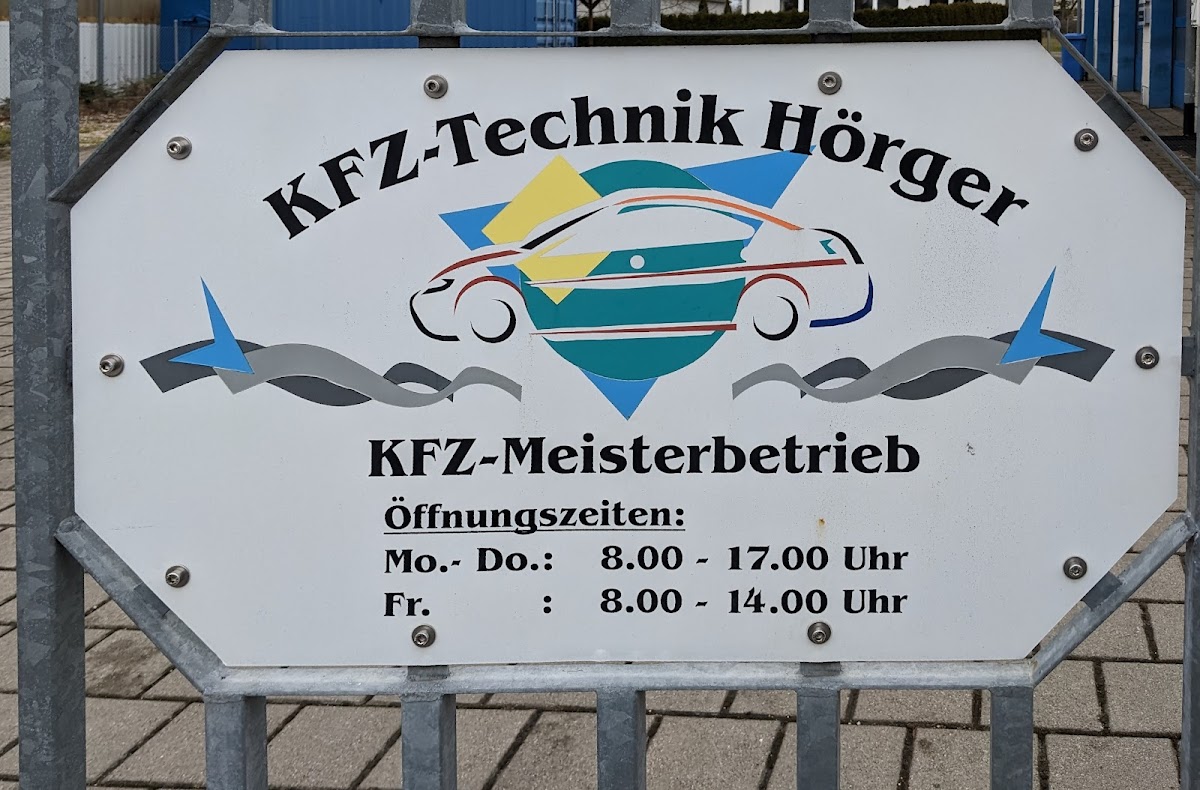 KFZ-Technik Hörger
KFZ-Meisterbetrieb
Öffnungszeiten:
Mo.- Do.: 8.00 - 17.00 Uhr
Fr. : 8.00 - 14.00 Uhr